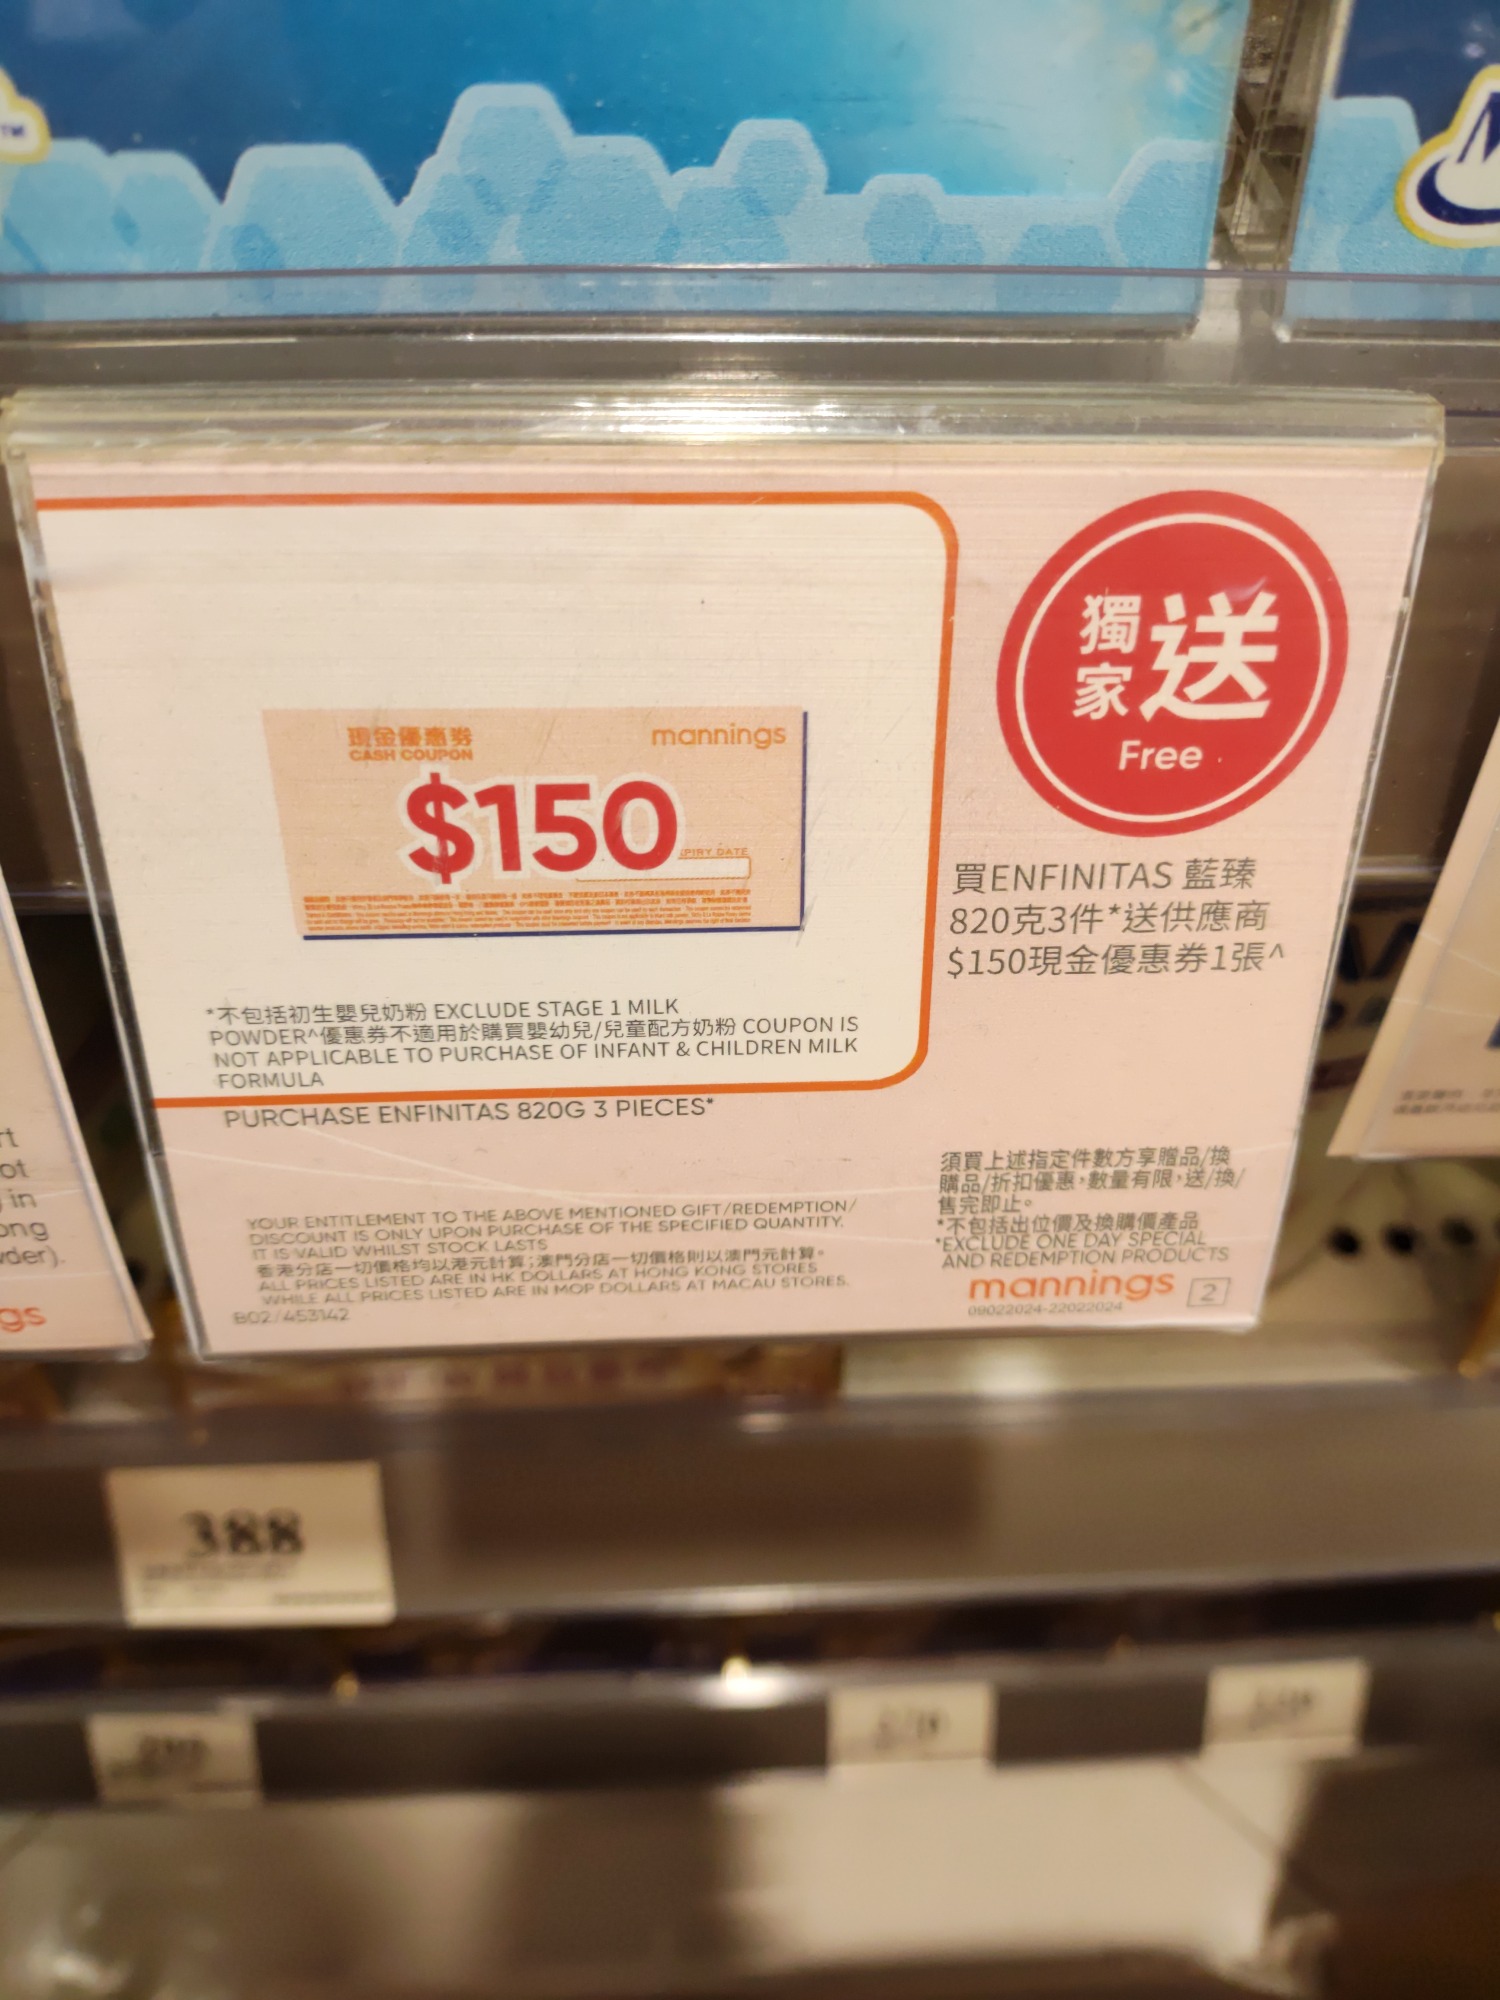 TM
現金優惠券
CASH COUPON
mannings
$150
PIRY DATE
獨家送
Free
買ENFINITAS 藍臻
820克3件*送供應商
$150現金優惠券1張^
*不包括初生嬰兒奶粉 EXCLUDE STAGE 1 MILK
POWDER^優惠券不適用於購買嬰幼兒/兒童配方奶粉 COUPON IS
NOT APPLICABLE TO PURCHASE OF INFANT & CHILDREN MILK
FORMULA
PURCHASE ENFINITAS 820G 3 PIECES*
YOUR ENTITLEMENT TO THE ABOVE MENTIONED GIFT/REDEMPTION/
DISCOUNT IS ONLY UPON PURCHASE OF THE SPECIFIED QUANTITY.
IT IS VALID WHILST STOCK LASTS
香港分店一切價格均以港元計算；澳門分店一切價格則以澳門元計算。
ALL PRICES LISTED ARE IN HK DOLLARS AT HONG KONG STORES
WHILE ALL PRICES LISTED ARE IN MOP DOLLARS AT MACAU STORES.
B02/453142
須買上述指定件數方享贈品/換
購品/折扣優惠，數量有限，送/換/
售完即止。
*不包括出位價及換購價產品
*EXCLUDE ONE DAY SPECIAL
AND REDEMPTION PRODUCTS
mannings 2
09022024-22022024
rt
ot
in
ong
wder).
gs
388